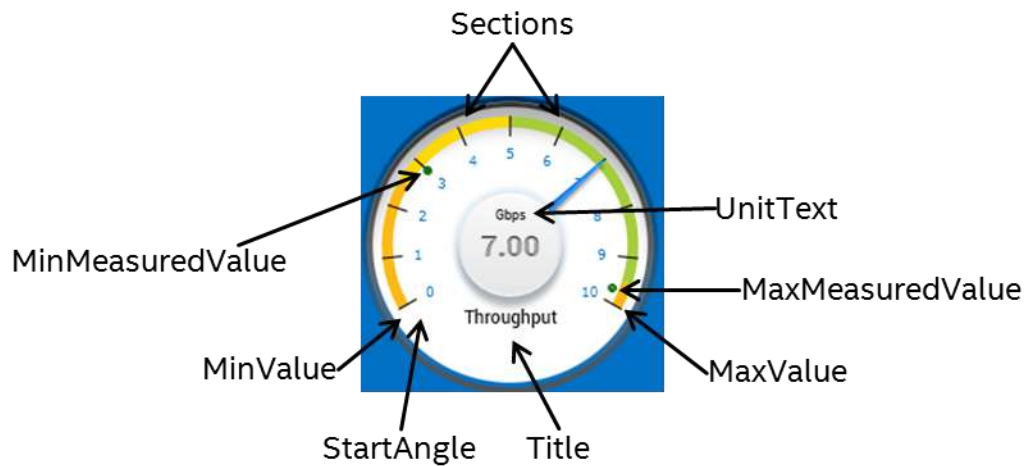 Sections
5
4
6
3
7
2
8
Gbps
UnitText
7.00
1
9
MinMeasuredValue
0
10
MaxMeasuredValue
Throughput
MinValue
MaxValue
StartAngle
Title